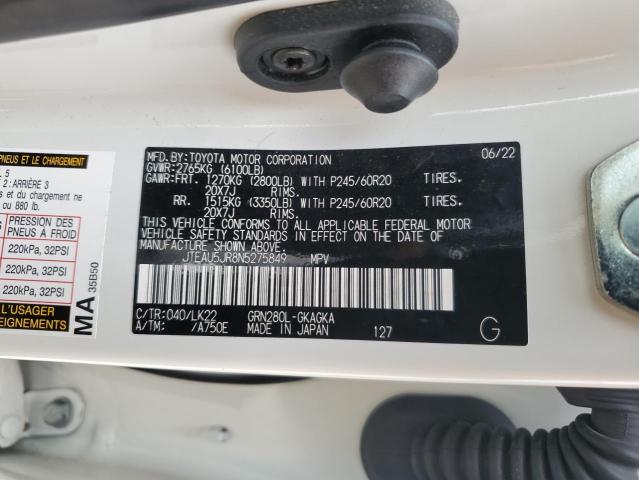 PNEUS ET LE CHARGEMENT
5
2 : ARRIÈRE 3
ou 880 lb.
PRESSION DES
PNEUS À FROID
220kPa, 32PSI
220kPa, 32PSI
220kPa, 32PSI
L'USAGER
MA
35B50
MFD. BY: TOYOTA MOTOR CORPORATION 06/22
GVWR: 2765KG (6100LB)
GAWR: FRT. 1270KG (2800LB) WITH P245/60R20 TIRES.
20X7J RIMS.
RR. 1515KG (3350LB) WITH P245/60R20 TIRES.
20X7J RIMS.
THIS VEHICLE CONFORMS TO ALL APPLICABLE FEDERAL MOTOR
VEHICLE SAFETY STANDARDS IN EFFECT ON THE DATE OF
MANUFACTURE SHOWN ABOVE.
JTEAU5JR8N5275849 MPV
C/TR: 040/LK22 GRN280L-GKAGKA
A/TM: /A750E MADE IN JAPAN 127
G